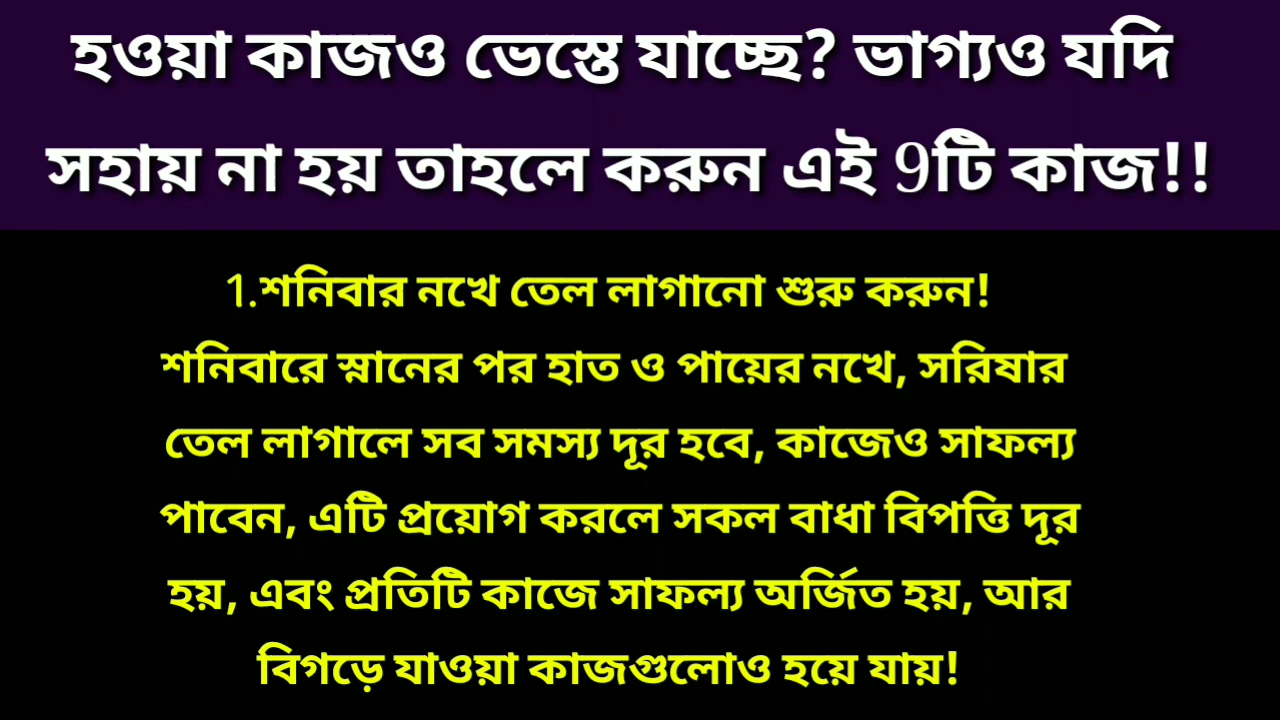 হওয়া কাজও ভেস্তে যাচ্ছে? ভাগ্যও যদি
সহায় না হয় তাহলে করুন এই 9টি কাজ!!
1.শনিবার নখে তেল লাগানো শুরু করুন!
শনিবারে স্নানের পর হাত ও পায়ের নখে, সরিষার
তেল লাগালে সব সমস্য দূর হবে, কাজেও সাফল্য
পাবেন, এটি প্রয়োগ করলে সকল বাধা বিপত্তি দূর
হয়, এবং প্রতিটি কাজে সাফল্য অর্জিত হয়, আর
বিগড়ে যাওয়া কাজগুলোও হয়ে যায়!